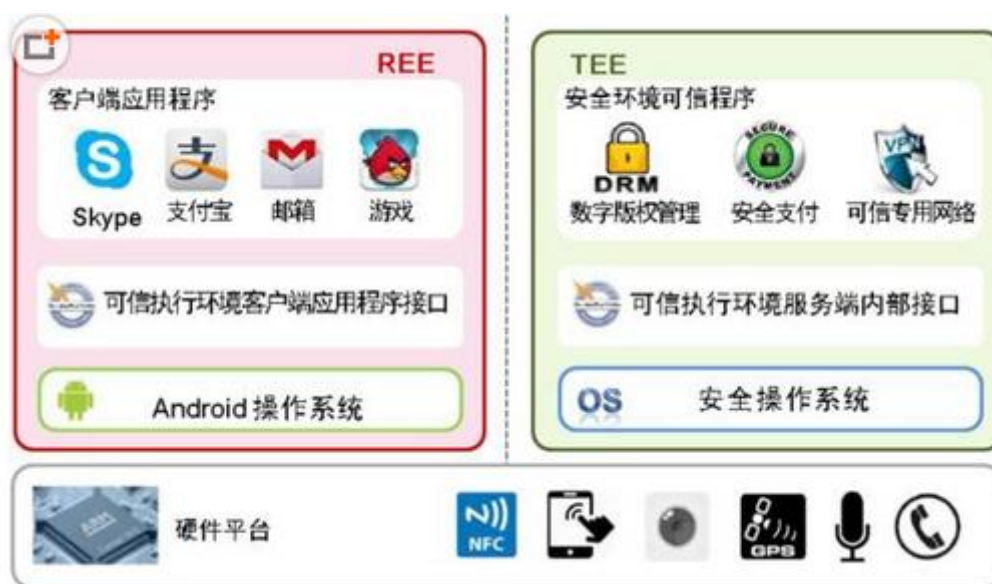 REE
客户端应用程序
Skype
支付宝
邮箱
游戏
可信执行环境客户端应用程序接口
Android 操作系统
TEE
安全环境可信程序
DRM
数字版权管理
SECURE
PAYMENT
安全支付
VPN
可信专用网络
可信执行环境服务端内部接口
OS
安全操作系统
ARM
硬件平台
NFC
GPS